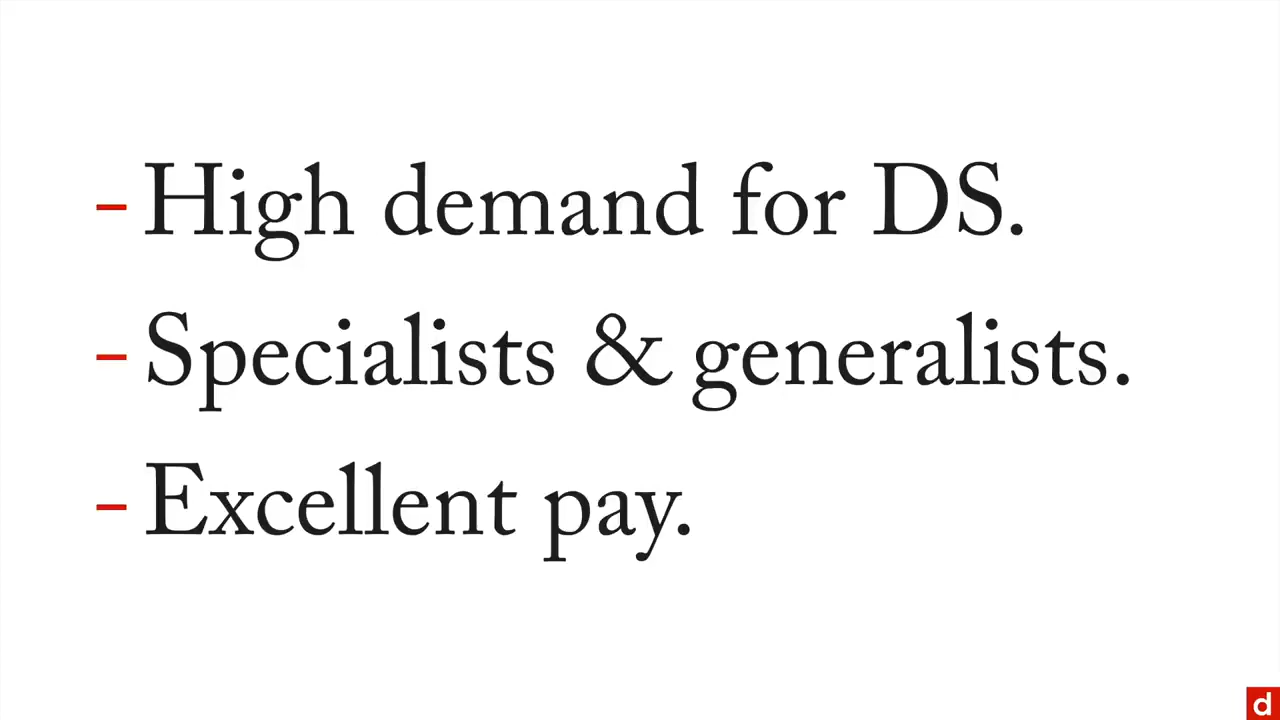 - High demand for DS.
- Specialists & generalists.
- Excellent pay.
d